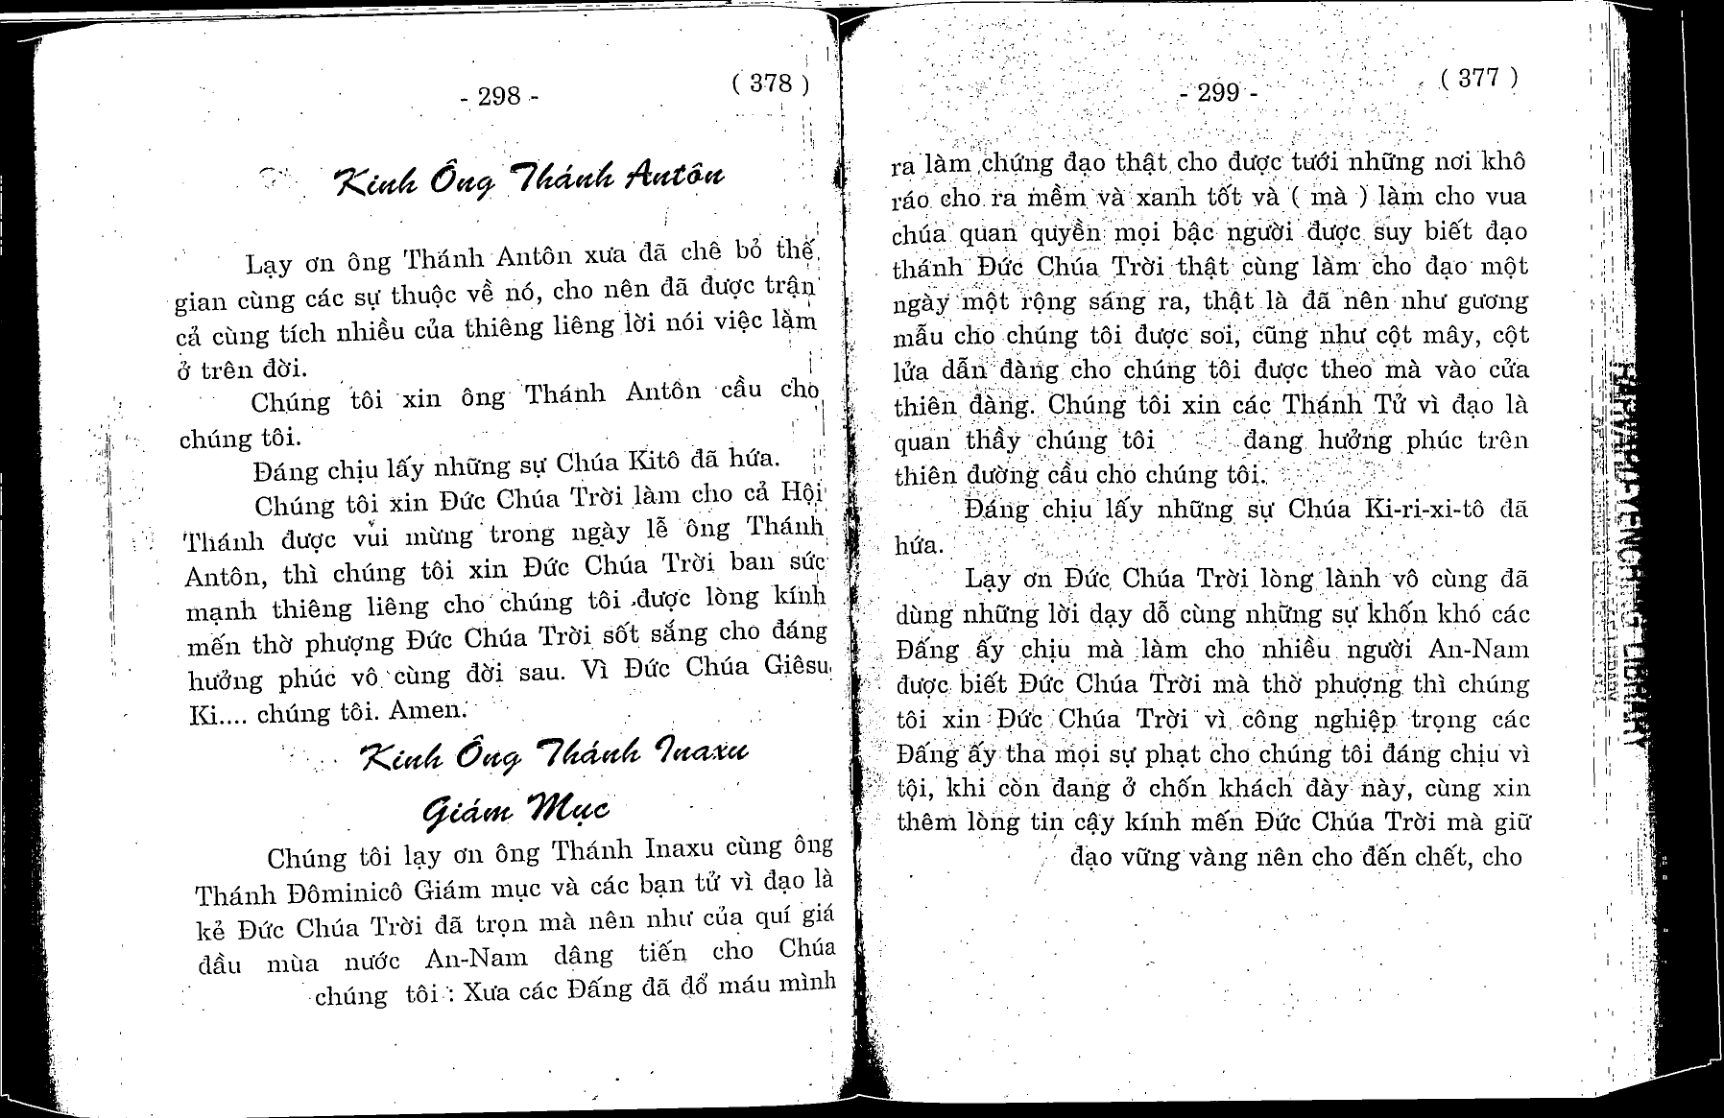 - 298 -
( 378 )
Kinh Ông Thánh Antôn
Lạy ơn ông Thánh Antôn xưa đã chê bỏ thế
gian cùng các sự thuộc về nó, cho nên đã được trận
cả cùng tích nhiều của thiêng liêng lời nói việc làm
ở trên đời.
Chúng tôi xin ông Thánh Antôn cầu cho
chúng tôi.
Đáng chịu lấy những sự Chúa Kitô đã hứa.
Chúng tôi xin Đức Chúa Trời làm cho cả Hội
Thánh được vui mừng trong ngày lễ ông Thánh
Antôn, thì chúng tôi xin Đức Chúa Trời ban sức
mạnh thiêng liêng cho chúng tôi được lòng kính
mến thờ phượng Đức Chúa Trời sốt sắng cho đáng
hưởng phúc vô cùng đời sau. Vì Đức Chúa Giêsu
Ki.... chúng tôi. Amen.
Kinh Ông Thánh Inaxu
Giám Mục
Chúng tôi lạy ơn ông Thánh Inaxu cùng ông
Thánh Đôminicô Giám mục và các bạn tử vì đạo là
kẻ Đức Chúa Trời đã trọn mà nên như của quí giá
đầu mùa nước An-Nam dâng tiến cho Chúa
chúng tôi : Xưa các Đấng đã đổ máu mình
- 299 -
( 377 )
ra làm chứng đạo thật cho được tưới những nơi khô
ráo cho ra mềm và xanh tốt và ( mà ) làm cho vua
chúa quan quyền mọi bậc người được suy biết đạo
thánh Đức Chúa Trời thật cùng làm cho đạo một
ngày một rộng sáng ra, thật là đã nên như gương
mẫu cho chúng tôi được soi, cũng như cột mây, cột
lửa dẫn đàng cho chúng tôi được theo mà vào cửa
thiên đàng. Chúng tôi xin các Thánh Tử vì đạo là
quan thầy chúng tôi đang hưởng phúc trên
thiên đường cầu cho chúng tôi.
Đáng chịu lấy những sự Chúa Ki-ri-xi-tô đã
hứa.
Lạy ơn Đức Chúa Trời lòng lành vô cùng đã
dùng những lời dạy dỗ cùng những sự khốn khó các
Đấng ấy chịu mà làm cho nhiều người An-Nam
được biết Đức Chúa Trời mà thờ phượng thì chúng
tôi xin Đức Chúa Trời vì công nghiệp trọng các
Đấng ấy tha mọi sự phạt cho chúng tôi đáng chịu vì
tội, khi còn đang ở chốn khách đày này, cùng xin
thêm lòng tin cậy kính mến Đức Chúa Trời mà giữ
đạo vững vàng nên cho đến chết, cho
HARVARD-YENCHING LIBRARY